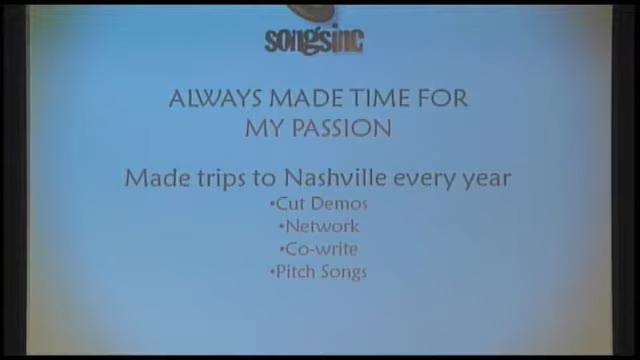 songsinc
ALWAYS MADE TIME FOR
MY PASSION
Made trips to Nashville every year
•Cut Demos
•Network
•Co-write
•Pitch Songs